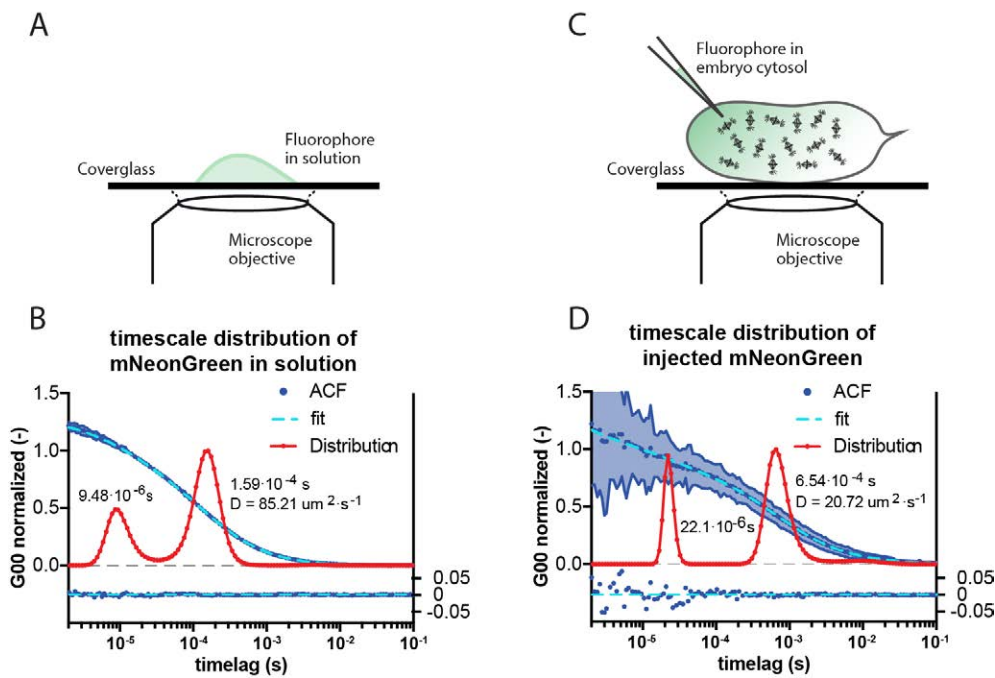 A
Fluorophore
in solution
Coverglass
Microscope
objective
C
Fluorophore in
embryo cytosol
Coverglass
Microscope
objective
B
timescale distribution of
mNeonGreen in solution
ACF
fit
Distribution
9.48·10⁻⁶s
1.59·10⁻⁴ s
D = 85.21 um²·s⁻¹
G00 normalized (-)
1.5
1.0
0.5
0.0
0.05
0
-0.05
10⁻⁵
10⁻⁴
10⁻³
10⁻²
10⁻¹
timelag (s)
D
timescale distribution of
injected mNeonGreen
ACF
fit
Distribution
22.1·10⁻⁶s
6.54·10⁻⁴ s
D = 20.72 um²·s⁻¹
G00 normalized (-)
1.5
1.0
0.5
0.0
0.05
0
-0.05
10⁻⁵
10⁻⁴
10⁻³
10⁻²
10⁻¹
timelag (s)